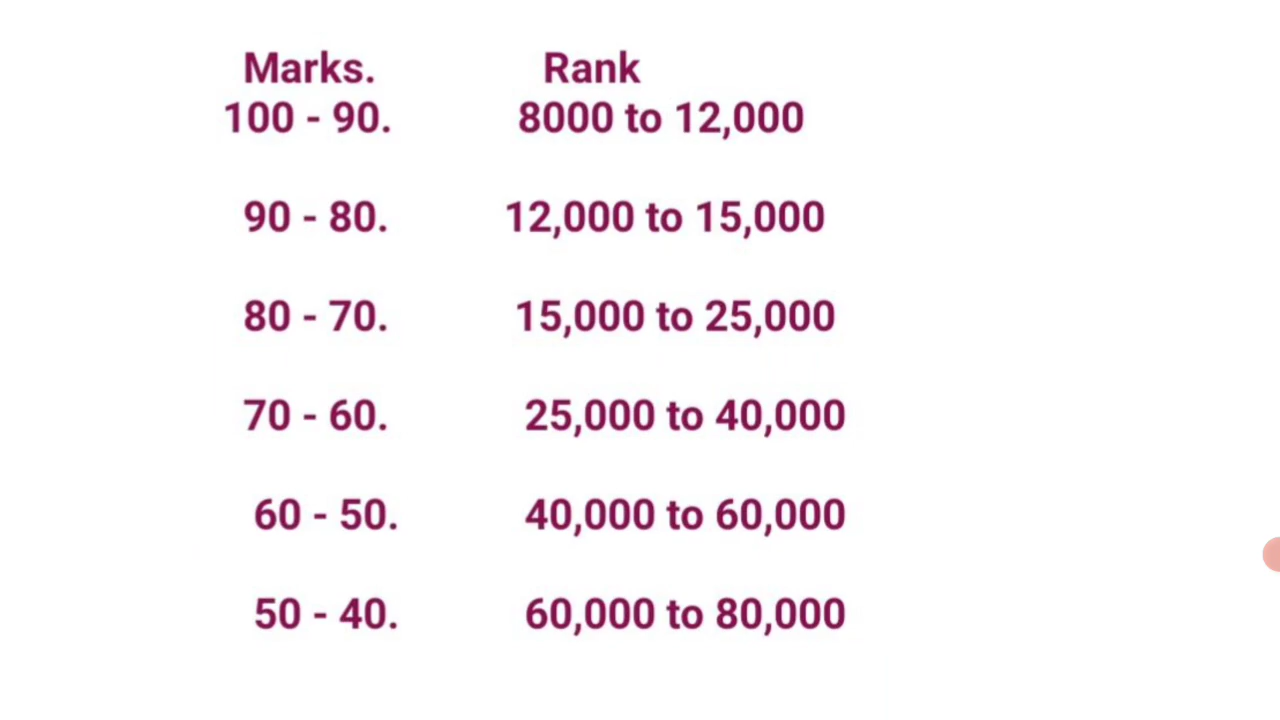 Marks. Rank
100 - 90. 8000 to 12,000
90 - 80. 12,000 to 15,000
80 - 70. 15,000 to 25,000
70 - 60. 25,000 to 40,000
60 - 50. 40,000 to 60,000
50 - 40. 60,000 to 80,000